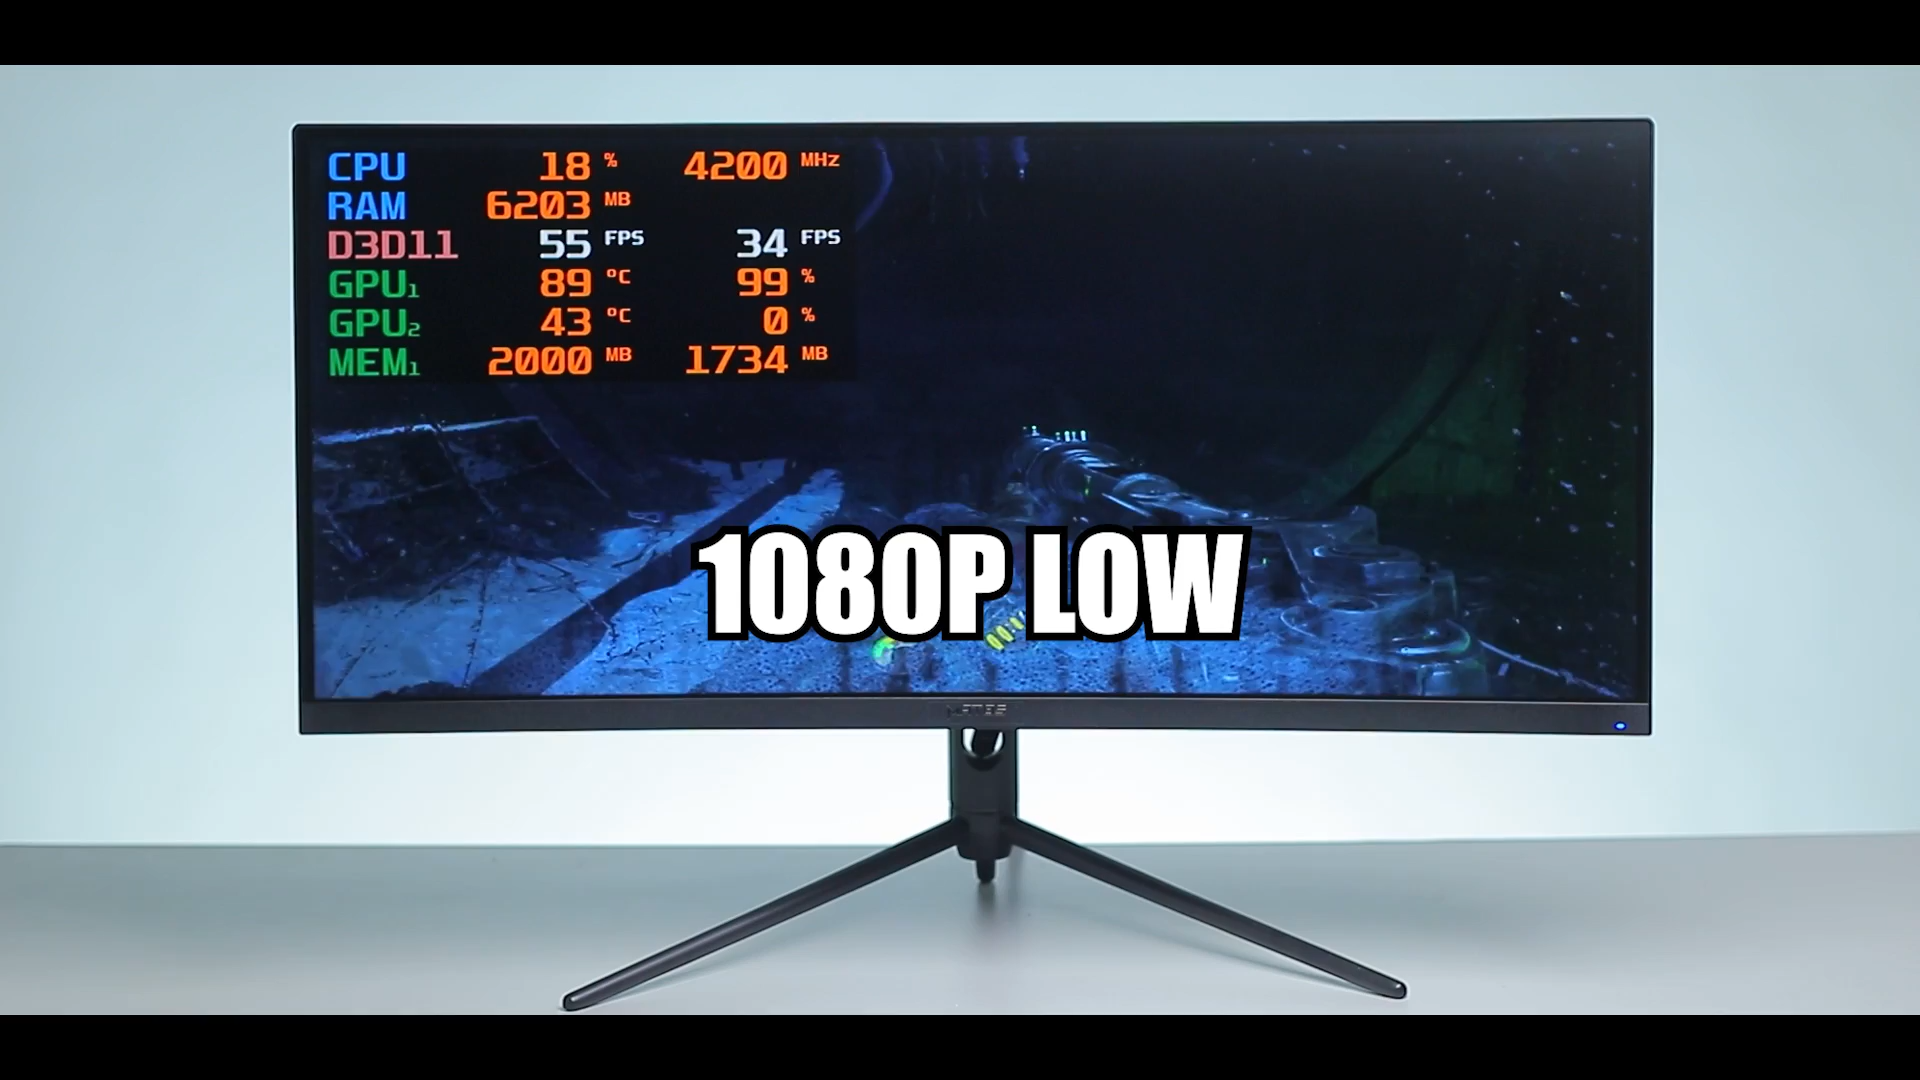 CPU 18 % 4200 MHz
RAM 6203 MB
D3D11 55 FPS 34 FPS
GPU1 89 °C 99 %
GPU2 43 °C 0 %
MEM1 2000 MB 1734 MB
1080P LOW